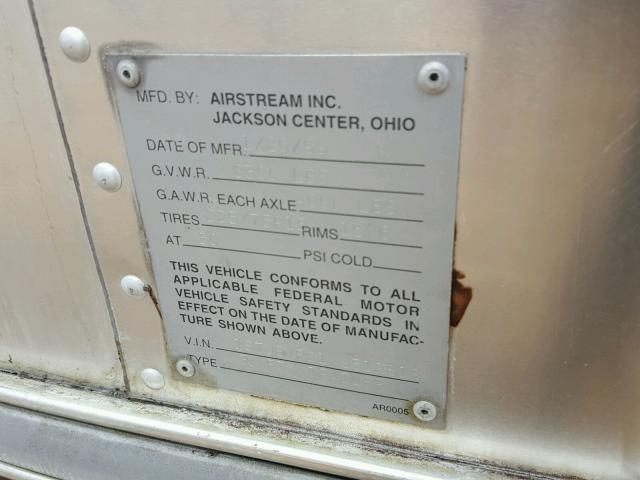 MFD. BY: AIRSTREAM INC.
JACKSON CENTER, OHIO
DATE OF MFR.
G.V.W.R.
G.A.W.R. EACH AXLE
TIRES RIMS
AT PSI COLD
THIS VEHICLE CONFORMS TO ALL
APPLICABLE FEDERAL MOTOR
VEHICLE SAFETY STANDARDS IN
EFFECT ON THE DATE OF MANUFAC-
TURE SHOWN ABOVE.
V.I.N.
TYPE
AR0005